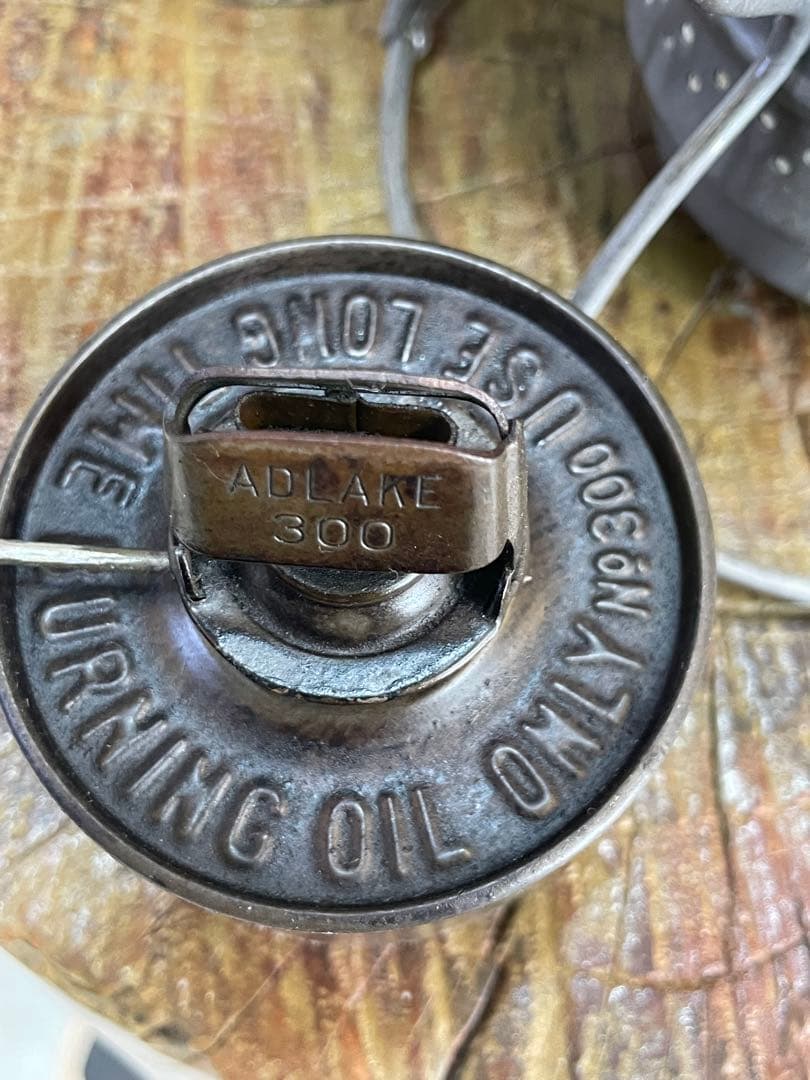 ADLAKE
300
USE LONG TIME BURNING OIL ONLY
Nº300